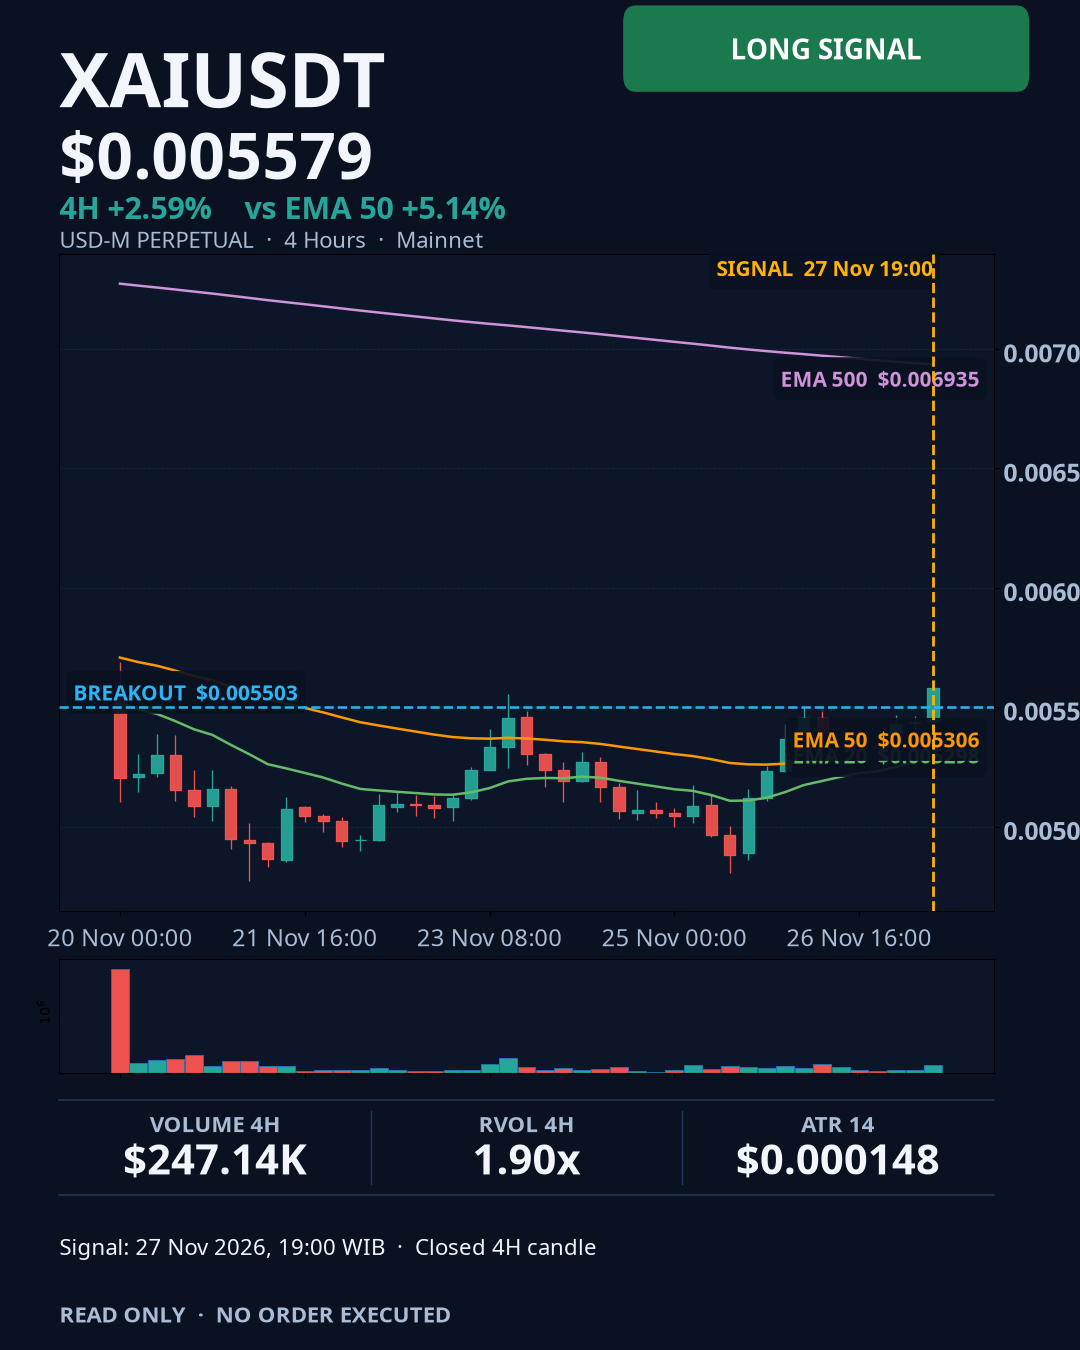 LONG SIGNAL
XAIUSDT
$0.005579
4H +2.59% vs EMA 50 +5.14%
USD-M PERPETUAL · 4 Hours · Mainnet
SIGNAL 27 Nov 19:00
0.0070
EMA 500 $0.006935
0.0065
0.0060
BREAKOUT $0.005503
0.0055
EMA 50 $0.005306
EMA 20
0.0050
20 Nov 00:00
21 Nov 16:00
23 Nov 08:00
25 Nov 00:00
26 Nov 16:00
10⁶
VOLUME 4H
$247.14K
RVOL 4H
1.90x
ATR 14
$0.000148
Signal: 27 Nov 2026, 19:00 WIB · Closed 4H candle
READ ONLY · NO ORDER EXECUTED